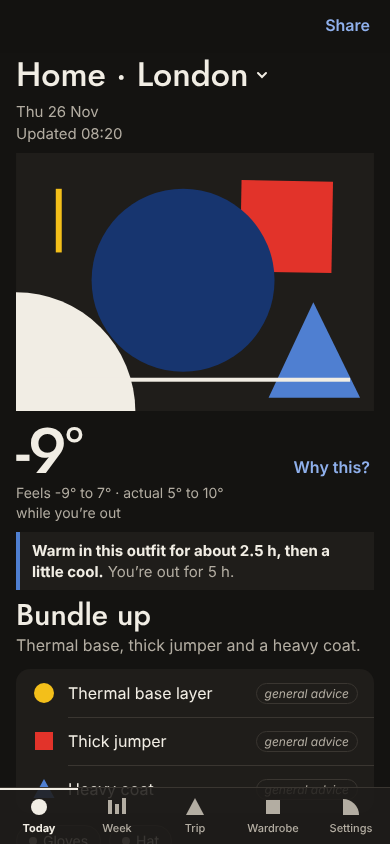 Share
Home · London
Thu 26 Nov
Updated 08:20
-9°
Why this?
Feels -9° to 7° · actual 5° to 10°
while you're out
Warm in this outfit for about 2.5 h, then a
little cool. You're out for 5 h.
Bundle up
Thermal base, thick jumper and a heavy coat.
Thermal base layer general advice
Thick jumper general advice
Heavy coat general advice
Today Week Trip Wardrobe Settings
Gloves Hat